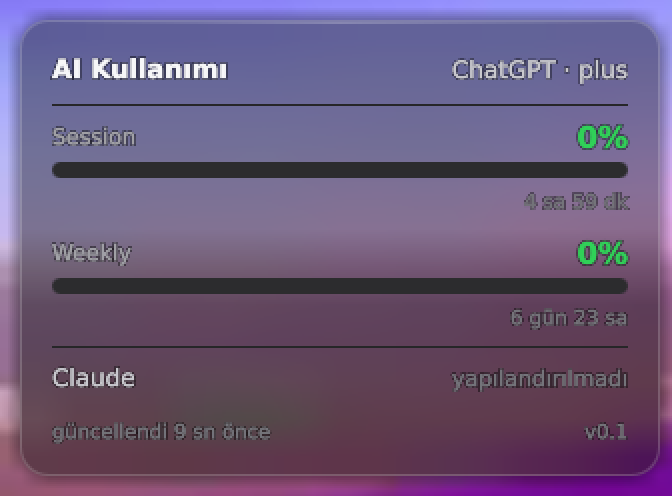 AI Kullanımı ChatGPT · plus
Session 0%
4 sa 59 dk
Weekly 0%
6 gün 23 sa
Claude yapılandırılmadı
güncellendi 9 sn önce v0.1